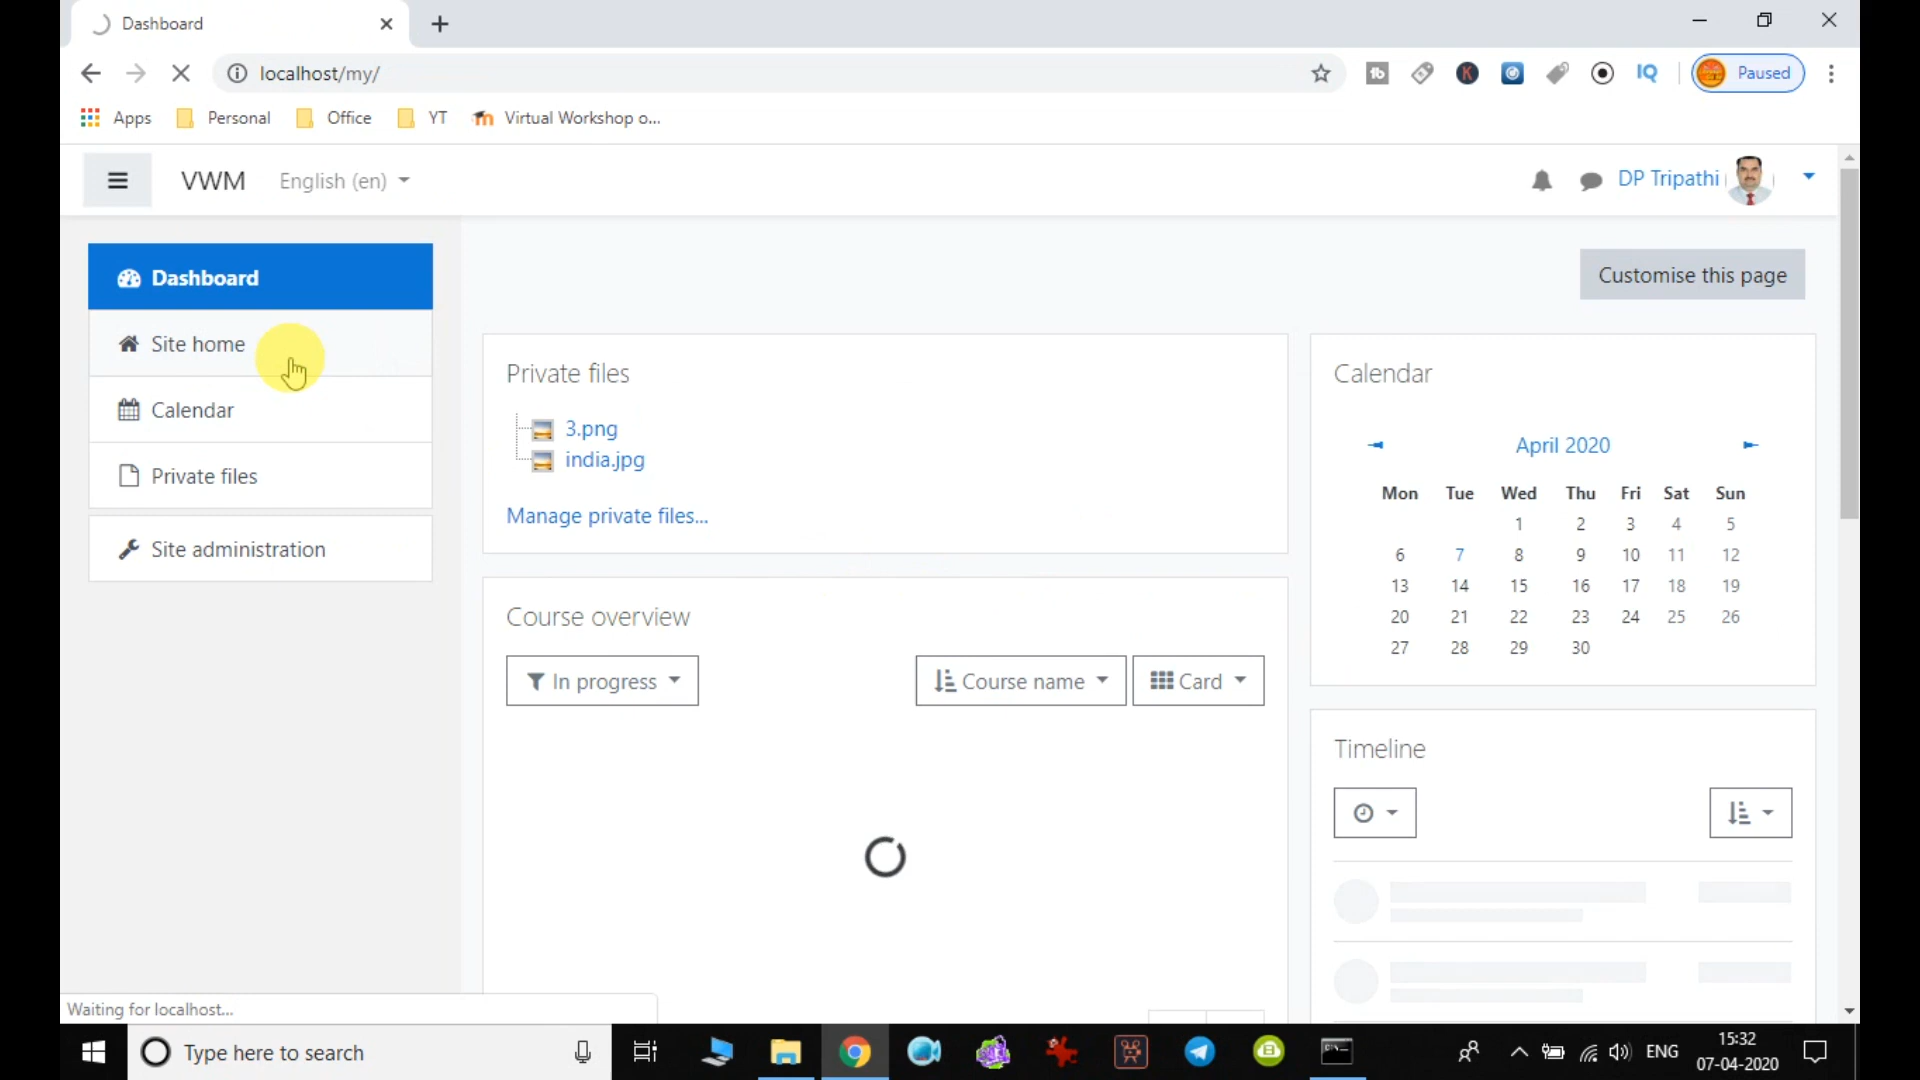 Dashboard
localhost/my/
Paused
Apps
Personal
Office
YT
Virtual Workshop o...
VWM
English (en)
DP Tripathi
Dashboard
Site home
Calendar
Private files
Site administration
Customise this page
Private files
3.png
india.jpg
Manage private files...
Course overview
In progress
Course name
Card
Calendar
April 2020
Mon Tue Wed Thu Fri Sat Sun
1 2 3 4 5
6 7 8 9 10 11 12
13 14 15 16 17 18 19
20 21 22 23 24 25 26
27 28 29 30
Timeline
Waiting for localhost...
Type here to search
ENG
15:32
07-04-2020